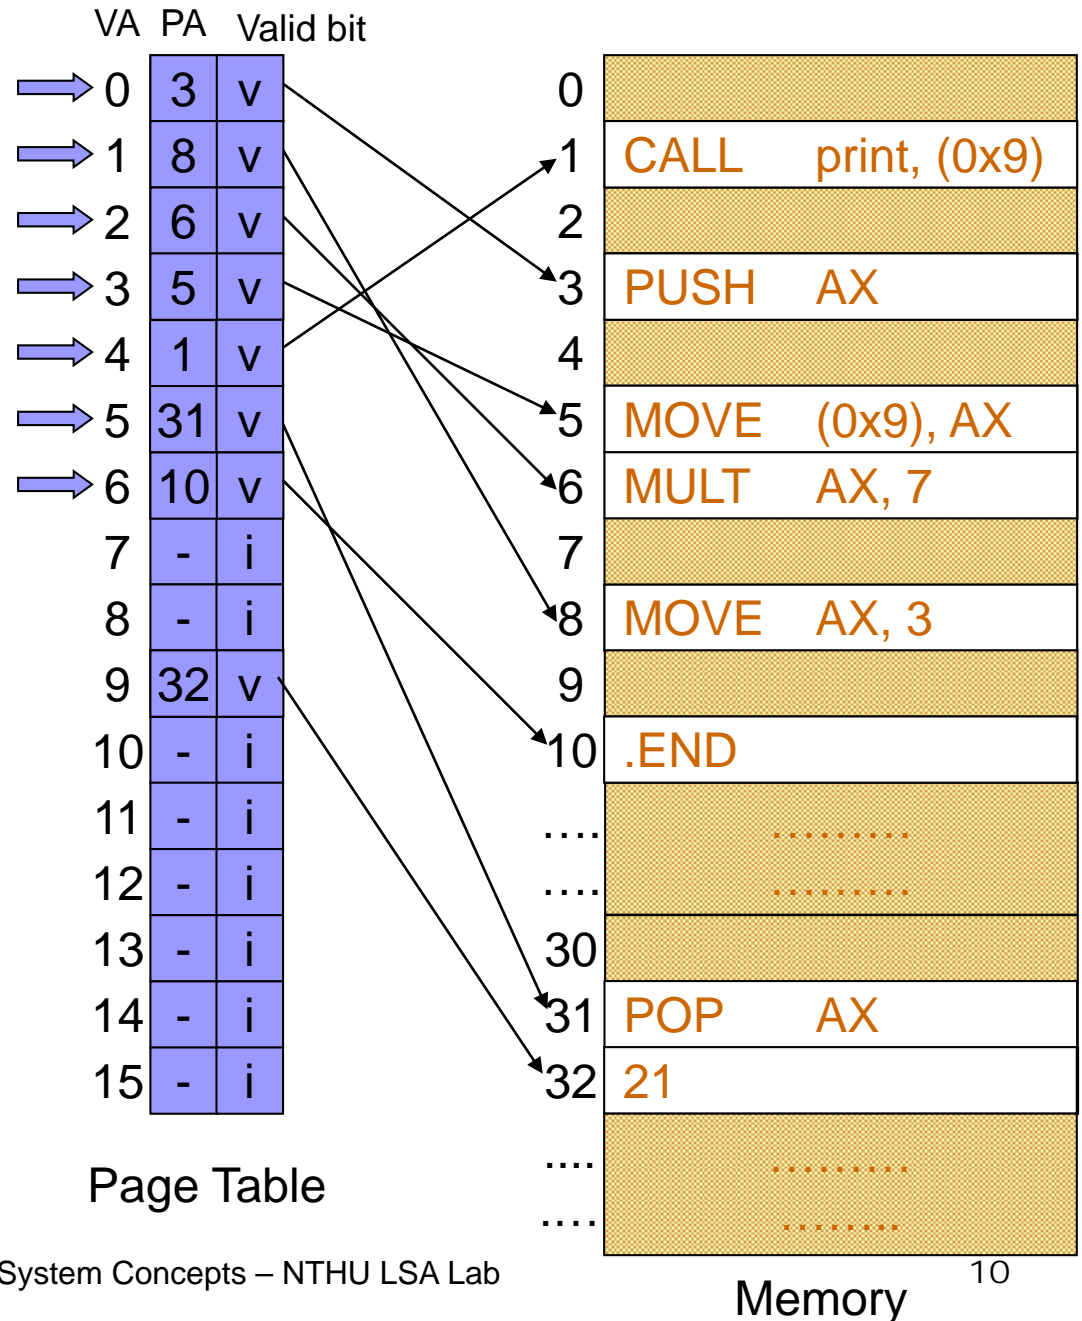 VA PA Valid bit
0 3 v
1 8 v
2 6 v
3 5 v
4 1 v
5 31 v
6 10 v
7 - i
8 - i
9 32 v
10 - i
11 - i
12 - i
13 - i
14 - i
15 - i
Page Table
0
1 CALL print, (0x9)
2
3 PUSH AX
4
5 MOVE (0x9), AX
6 MULT AX, 7
7
8 MOVE AX, 3
9
10 .END
.... .........
.... .........
30
31 POP AX
32 21
.... .........
.... ........
Memory
System Concepts – NTHU LSA Lab
10